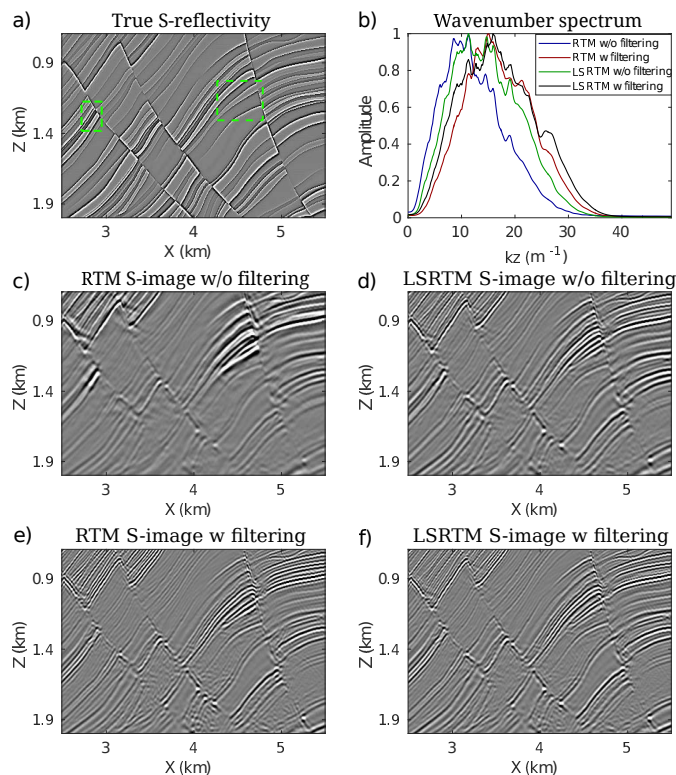 a) True S-reflectivity
0.9
1.4
1.9
Z (km)
3 4 5
X (km)
b) Wavenumber spectrum
RTM w/o filtering
RTM w filtering
LSRTM w/o filtering
LSRTM w filtering
1
0.8
0.6
0.4
0.2
0
Amplitude
0 10 20 30 40
kz (m⁻¹)
c) RTM S-image w/o filtering
0.9
1.4
1.9
Z (km)
3 4 5
X (km)
d) LSRTM S-image w/o filtering
0.9
1.4
1.9
Z (km)
3 4 5
X (km)
e) RTM S-image w filtering
0.9
1.4
1.9
Z (km)
3 4 5
X (km)
f) LSRTM S-image w filtering
0.9
1.4
1.9
Z (km)
3 4 5
X (km)